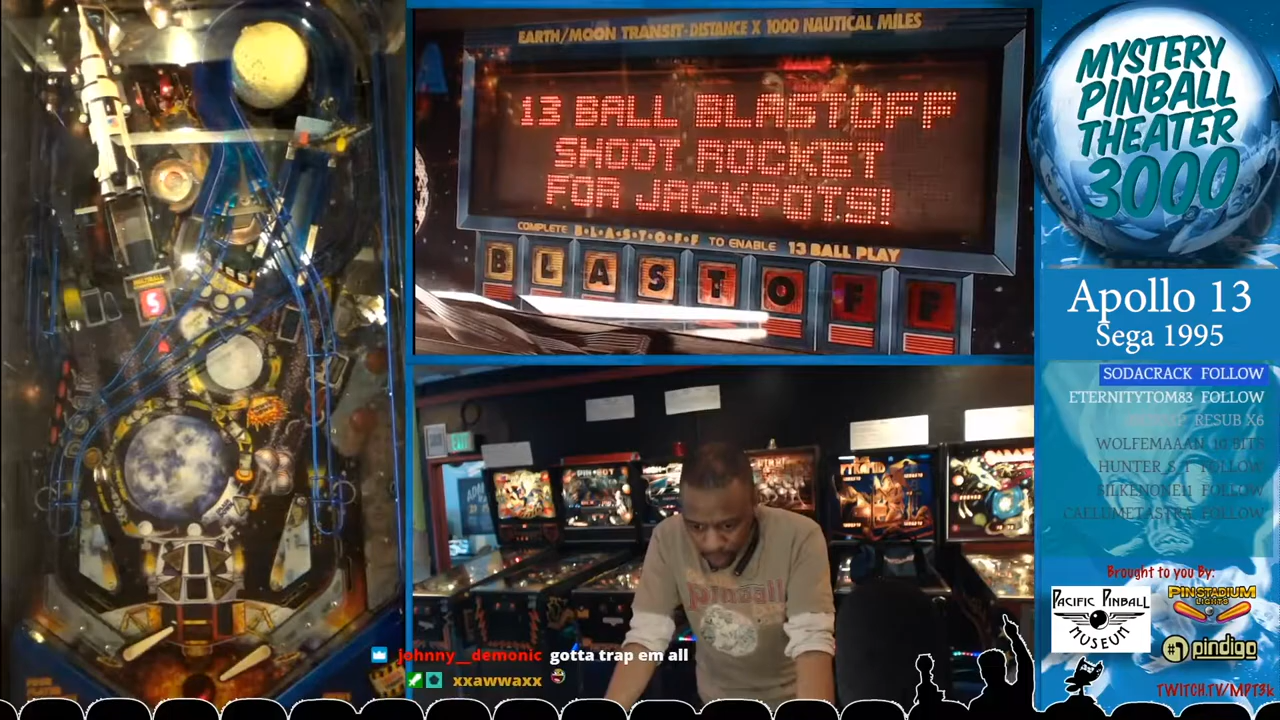 EARTH/MOON TRANSIT-DISTANCE X 1000 NAUTICAL MILES
13 BALL BLASTOFF
SHOOT ROCKET
FOR JACKPOTS!
COMPLETE B•L•A•S•T•O•F•F TO ENABLE 13 BALL PLAY
B L A S T O F F
S
PINBALL
johnny__demonic gotta trap em all
xxawwaxx
MYSTERY
PINBALL
THEATER
3000
Apollo 13
Sega 1995
SODACRACK FOLLOW
ETERNITYTOM83 FOLLOW
RESUB X6
WOLFEMAAAN 10 BITS
HUNTER_S_T FOLLOW
SILKENONE11 FOLLOW
FOLLOW
Brought to you By:
PACIFIC PINBALL
MUSEUM
PINSTADIUM
LIGHTS
#1 pindigo
TWITCH.TV/MPT3K